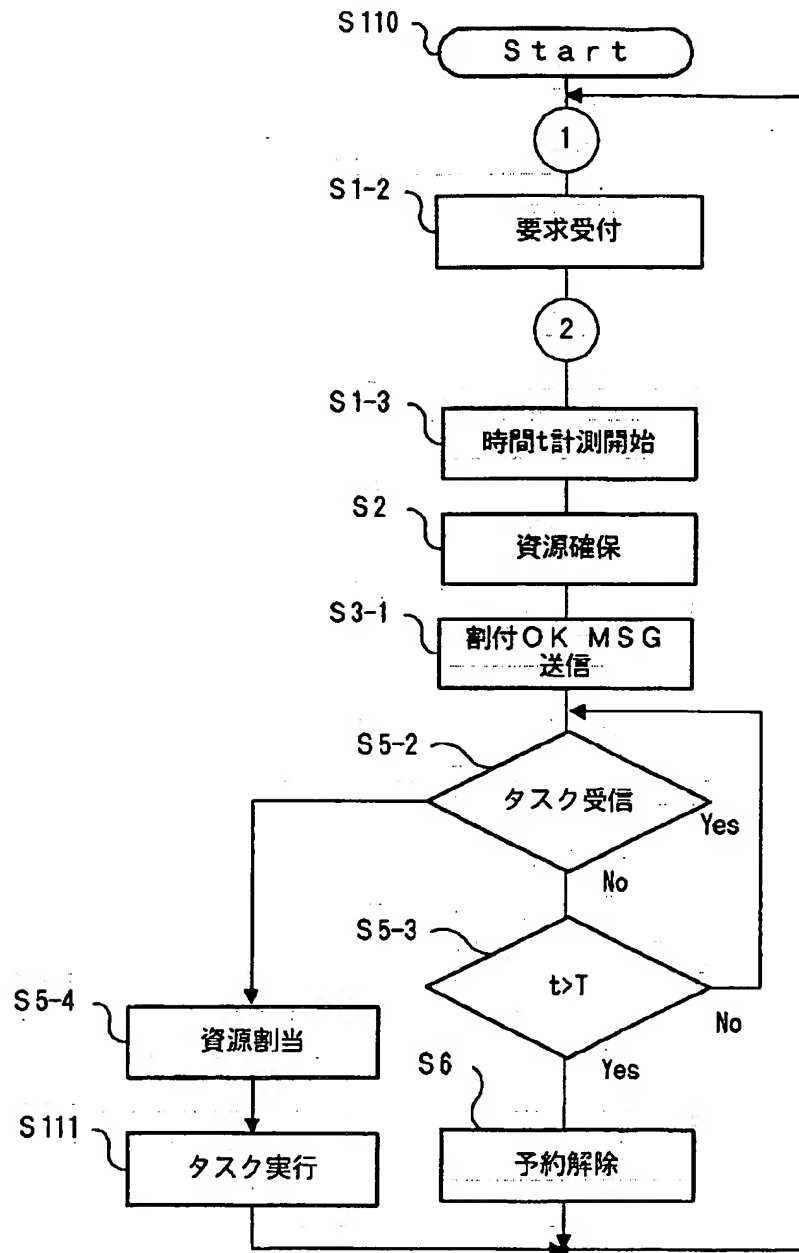 S110
Ｓｔａｒｔ
1
S1-2
要求受付
2
S1-3
時間t計測開始
S2
資源確保
S3-1
割付ＯＫ ＭＳＧ
送信
S5-2
タスク受信
Yes
No
S5-3
t>T
No
Yes
S5-4
資源割当
S6
予約解除
S111
タスク実行